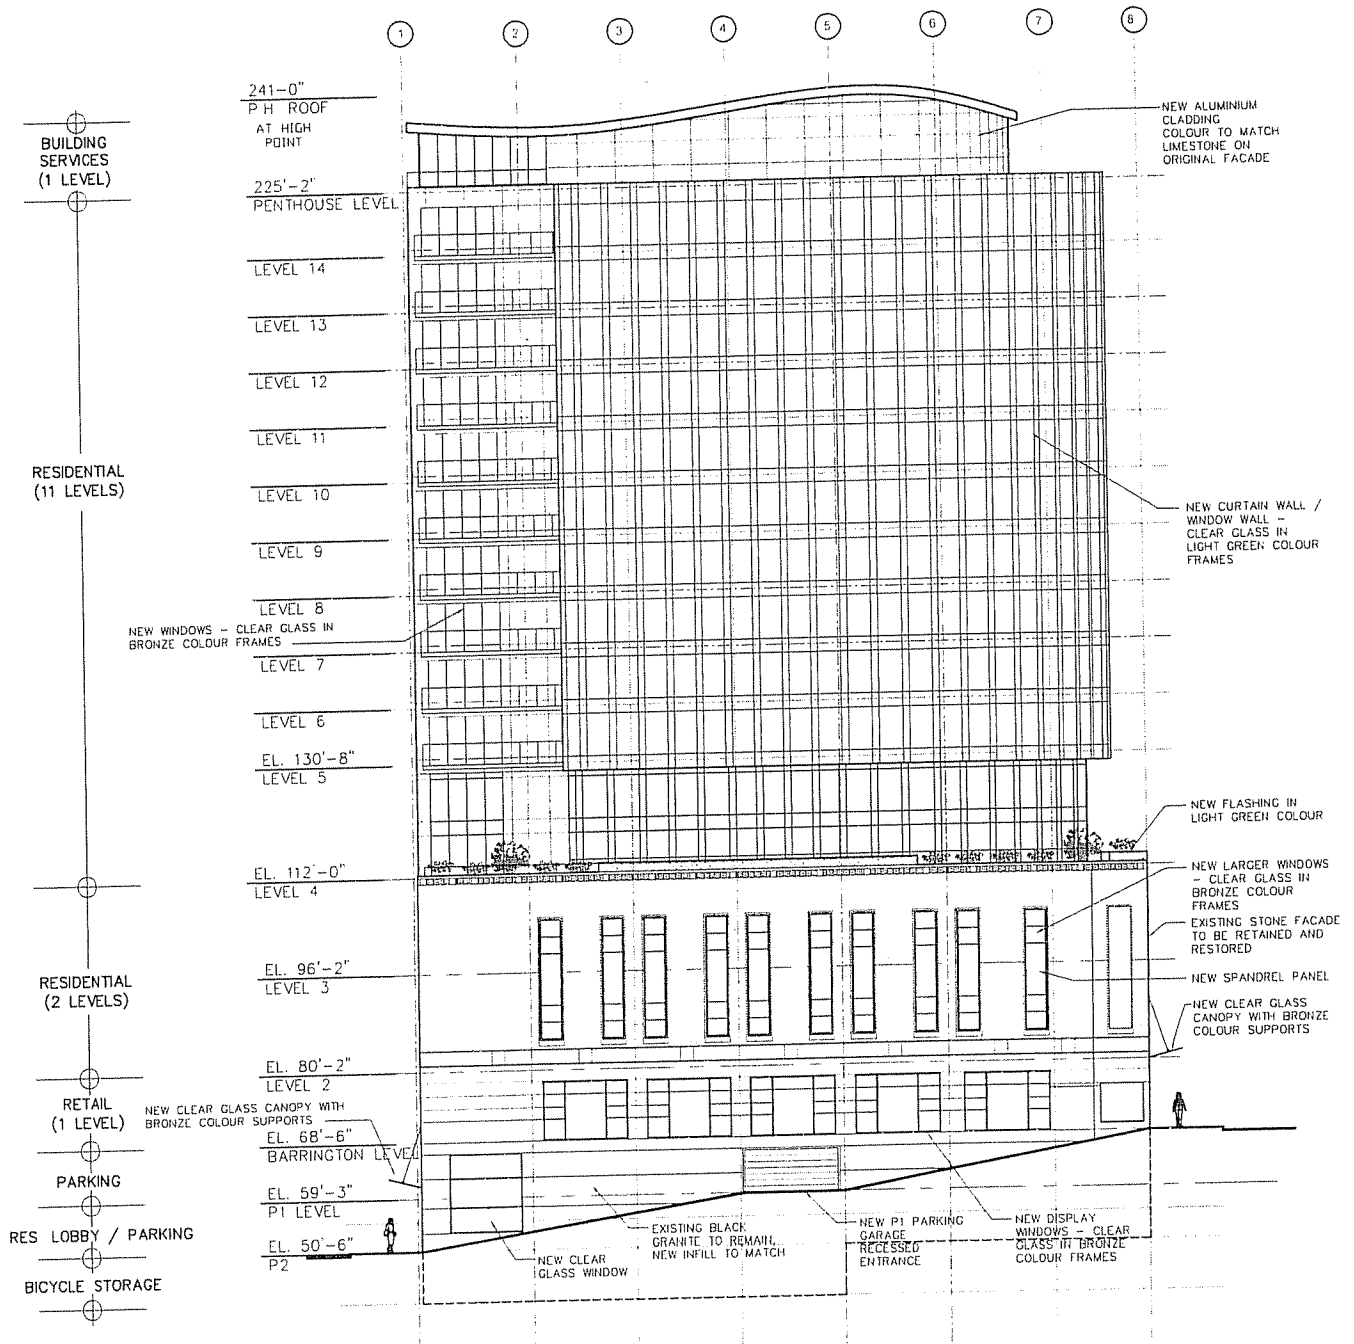 1
2
3
4
5
6
7
8
241-0"
P H ROOF
AT HIGH
POINT
NEW ALUMINIUM
CLADDING
COLOUR TO MATCH
LIMESTONE ON
ORIGINAL FACADE
BUILDING
SERVICES
(1 LEVEL)
225'-2"
PENTHOUSE LEVEL
LEVEL 14
LEVEL 13
LEVEL 12
LEVEL 11
RESIDENTIAL
(11 LEVELS)
LEVEL 10
NEW CURTAIN WALL /
WINDOW WALL -
CLEAR GLASS IN
LIGHT GREEN COLOUR
FRAMES
LEVEL 9
LEVEL 8
NEW WINDOWS - CLEAR GLASS IN
BRONZE COLOUR FRAMES
LEVEL 7
LEVEL 6
EL. 130'-8"
LEVEL 5
NEW FLASHING IN
LIGHT GREEN COLOUR
EL. 112'-0"
LEVEL 4
NEW LARGER WINDOWS
- CLEAR GLASS IN
BRONZE COLOUR
FRAMES
EXISTING STONE FACADE
TO BE RETAINED AND
RESTORED
EL. 96'-2"
LEVEL 3
RESIDENTIAL
(2 LEVELS)
NEW SPANDREL PANEL
NEW CLEAR GLASS
CANOPY WITH BRONZE
COLOUR SUPPORTS
EL. 80'-2"
LEVEL 2
RETAIL
(1 LEVEL)
NEW CLEAR GLASS CANOPY WITH
BRONZE COLOUR SUPPORTS
EL. 68'-6"
BARRINGTON LEVEL
PARKING
EL. 59'-3"
P1 LEVEL
RES LOBBY / PARKING
EL. 50'-6"
P2
BICYCLE STORAGE
NEW CLEAR
GLASS WINDOW
EXISTING BLACK
GRANITE TO REMAIN,
NEW INFILL TO MATCH
NEW P1 PARKING
GARAGE
RECESSED
ENTRANCE
NEW DISPLAY
WINDOWS - CLEAR
GLASS IN BRONZE
COLOUR FRAMES